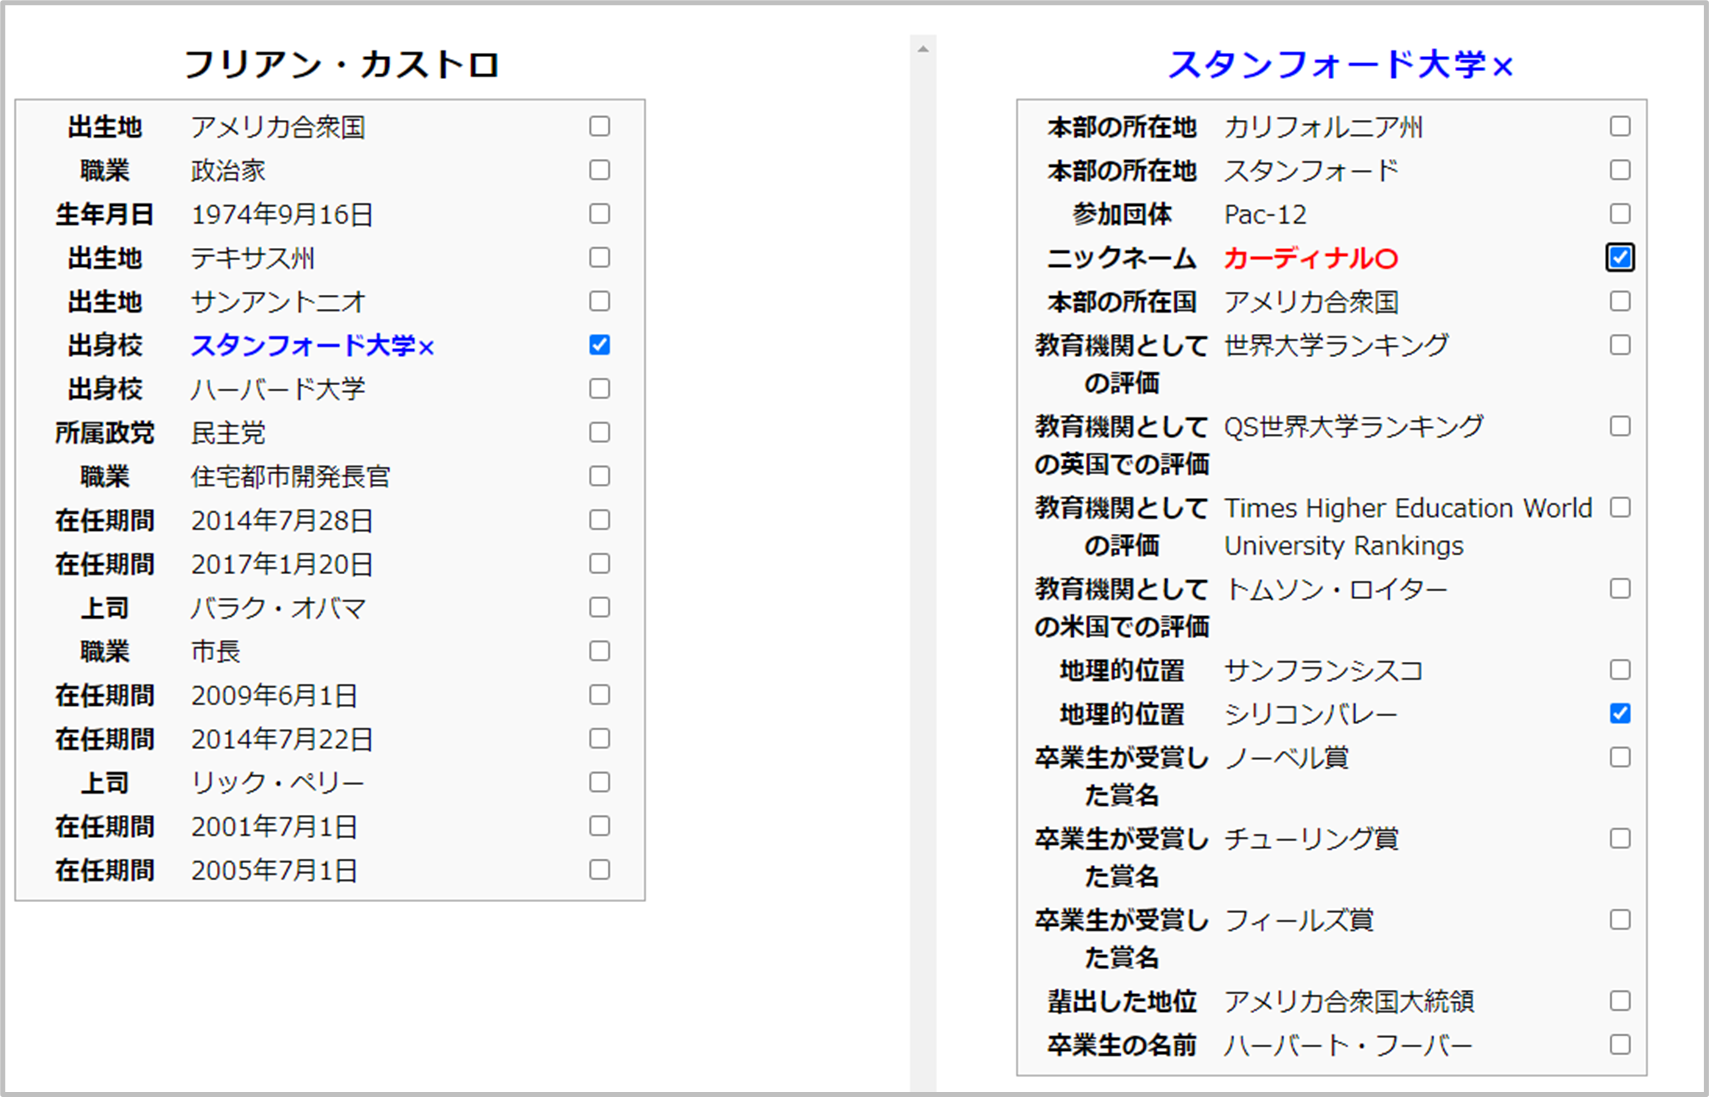 フリアン・カストロ
出生地 アメリカ合衆国
職業 政治家
生年月日 1974年9月16日
出生地 テキサス州
出生地 サンアントニオ
出身校 スタンフォード大学×
出身校 ハーバード大学
所属政党 民主党
職業 住宅都市開発長官
在任期間 2014年7月28日
在任期間 2017年1月20日
上司 バラク・オバマ
職業 市長
在任期間 2009年6月1日
在任期間 2014年7月22日
上司 リック・ペリー
在任期間 2001年7月1日
在任期間 2005年7月1日
スタンフォード大学×
本部の所在地 カリフォルニア州
本部の所在地 スタンフォード
参加団体 Pac-12
ニックネーム カーディナル〇
本部の所在国 アメリカ合衆国
教育機関として 世界大学ランキング
の評価
教育機関として QS世界大学ランキング
の英国での評価
教育機関として Times Higher Education World
の評価 University Rankings
教育機関として トムソン・ロイター
の米国での評価
地理的位置 サンフランシスコ
地理的位置 シリコンバレー
卒業生が受賞し ノーベル賞
た賞名
卒業生が受賞し チューリング賞
た賞名
卒業生が受賞し フィールズ賞
た賞名
輩出した地位 アメリカ合衆国大統領
卒業生の名前 ハーバート・フーバー